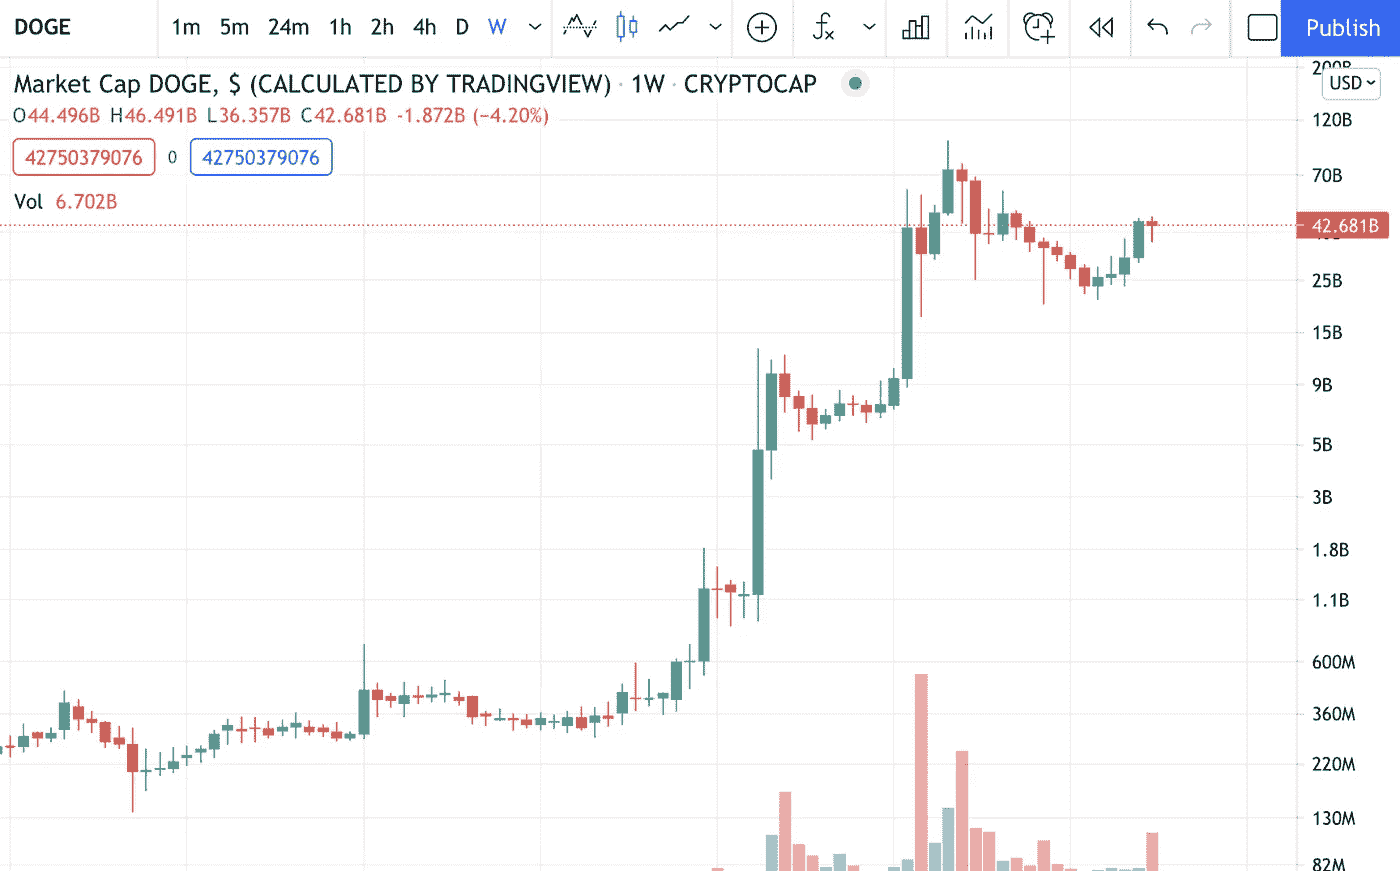 DOGE 1m 5m 24m 1h 2h 4h D W Publish
Market Cap DOGE, $ (CALCULATED BY TRADINGVIEW) · 1W · CRYPTOCAP
O44.496B H46.491B L36.357B C42.681B -1.872B (−4.20%)
42750379076 0 42750379076
Vol 6.702B
200B
USD
120B
70B
42.681B
25B
15B
9B
5B
3B
1.8B
1.1B
600M
360M
220M
130M
82M